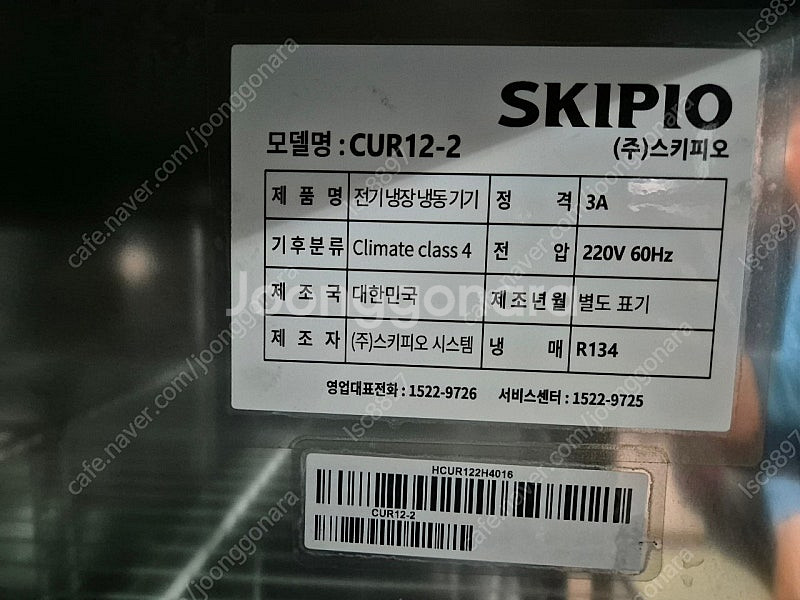 SKIPIO
모델명 : CUR12-2
(주)스키피오
제품명 전기냉장냉동기기 정격 3A
기후분류 Climate class 4 전압 220V 60Hz
제조국 대한민국 제조년월 별도 표기
제조자 (주)스키피오 시스템 냉매 R134
영업대표전화 : 1522-9726 서비스센터 : 1522-9725
HCUR122H4016
CUR12-2
Joonggonara
cafe.naver.com/joonggonara
lsc8897